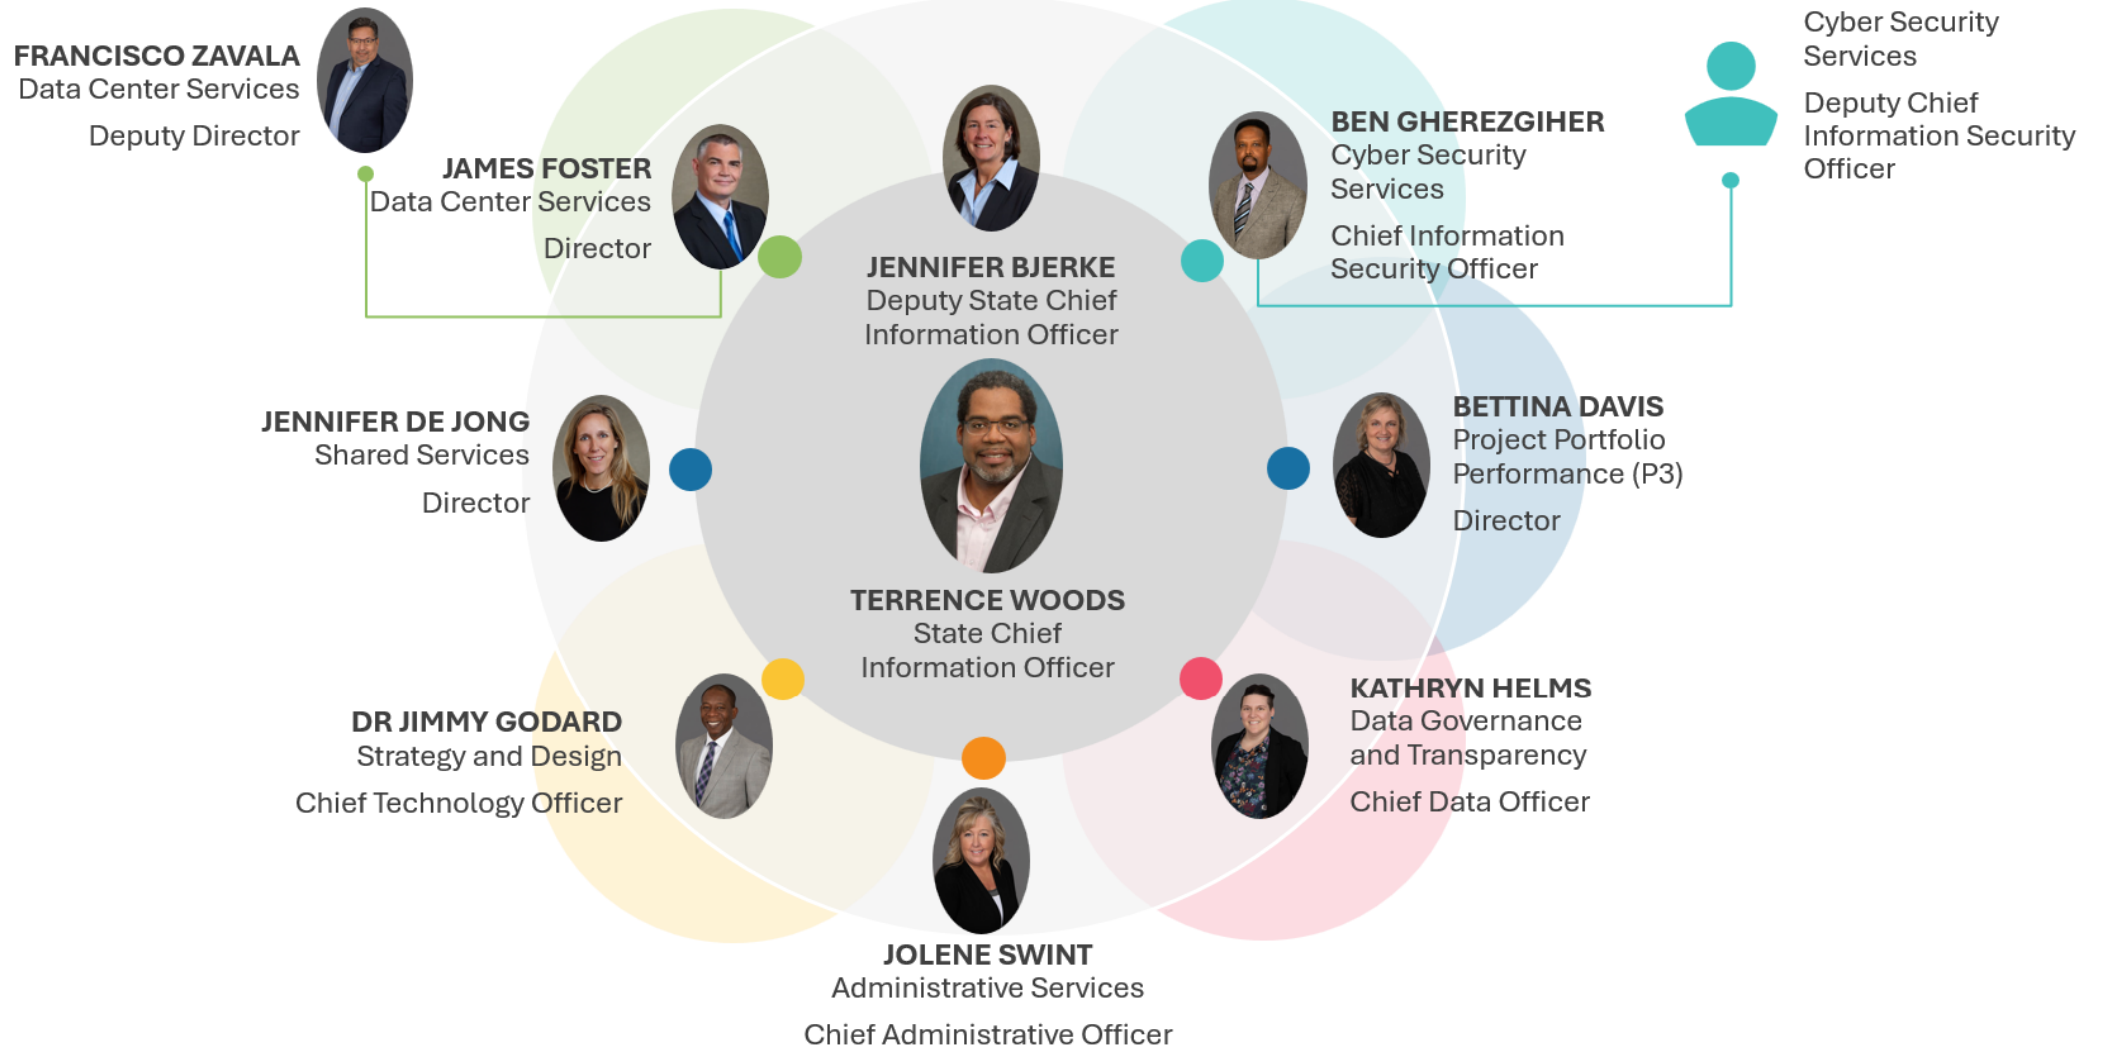 FRANCISCO ZAVALA
Data Center Services
Deputy Director
JAMES FOSTER
Data Center Services
Director
JENNIFER BJERKE
Deputy State Chief
Information Officer
BEN GHEREZGIHER
Cyber Security
Services
Chief Information
Security Officer
Cyber Security
Services
Deputy Chief
Information Security
Officer
JENNIFER DE JONG
Shared Services
Director
TERRENCE WOODS
State Chief
Information Officer
BETTINA DAVIS
Project Portfolio
Performance (P3)
Director
DR JIMMY GODARD
Strategy and Design
Chief Technology Officer
KATHRYN HELMS
Data Governance
and Transparency
Chief Data Officer
JOLENE SWINT
Administrative Services
Chief Administrative Officer